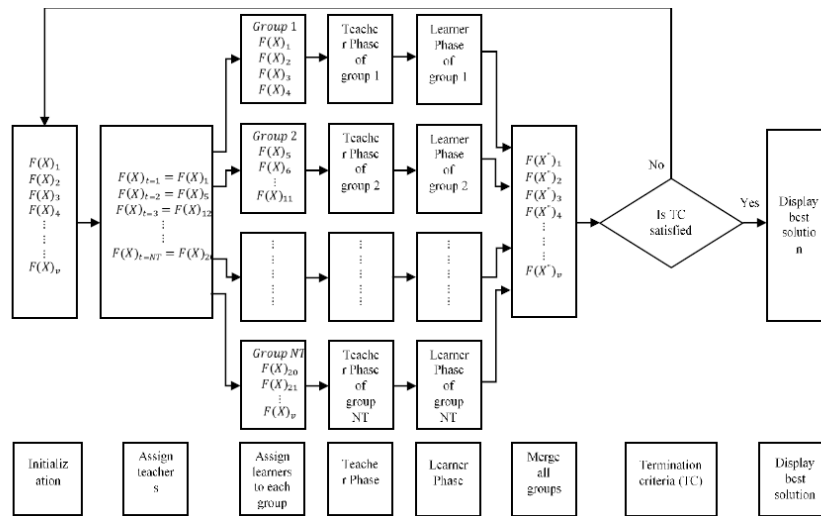 Group 1
F(X)₁
F(X)₂
F(X)₃
F(X)₄
Teache
r Phase
of
group 1
Learner
Phase
of
group 1
Group 2
F(X)₅
F(X)₆
⋮
F(X)₁₁
Teache
r Phase
of
group 2
Learner
Phase
of
group 2
F(X)₁
F(X)₂
F(X)₃
F(X)₄
⋮
⋮
F(X)ᵥ
F(X)ₜ₌₁ = F(X)₁
F(X)ₜ₌₂ = F(X)₅
F(X)ₜ₌₃ = F(X)₁₂
⋮
F(X)ₜ₌NT = F(X)₂
Group NT
F(X)₂₀
F(X)₂₁
⋮
F(X)ᵥ
Teache
r Phase
of
group
NT
Learner
Phase
of
group
NT
F(X*)₁
F(X*)₂
F(X*)₃
F(X*)₄
⋮
⋮
F(X*)ᵥ
No
Is TC
satisfied
Yes
Display
best
solutio
n
Initializ
ation
Assign
teacher
s
Assign
learners
to each
group
Teache
r Phase
Learner
Phase
Merge
all
groups
Termination
criteria (TC)
Display
best
solution